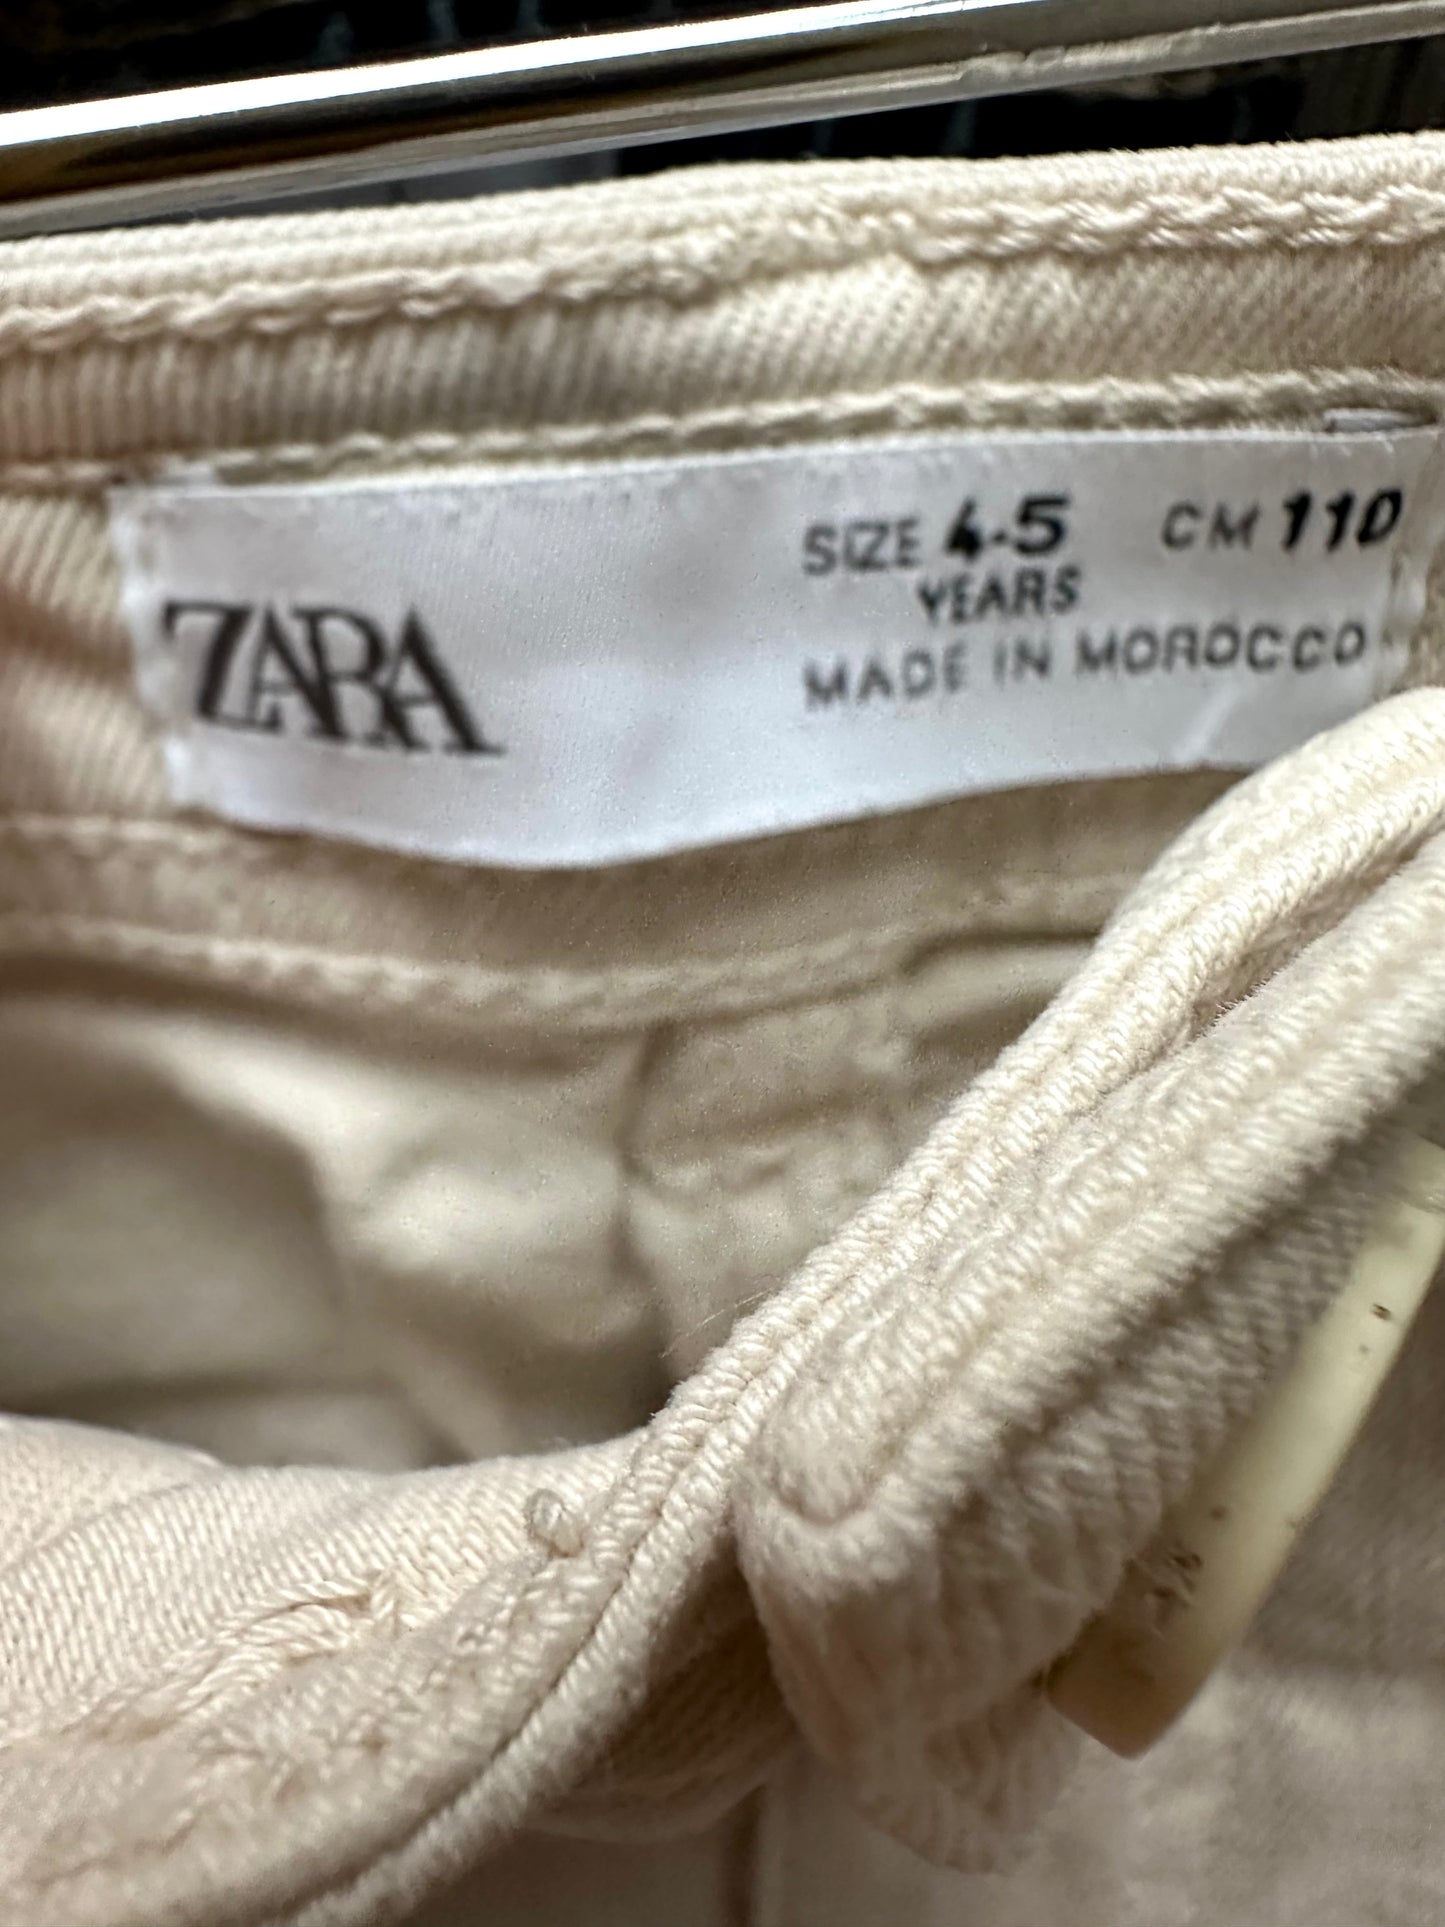 ZARA
SIZE 4-5 CM 110
YEARS
MADE IN MOROCCO